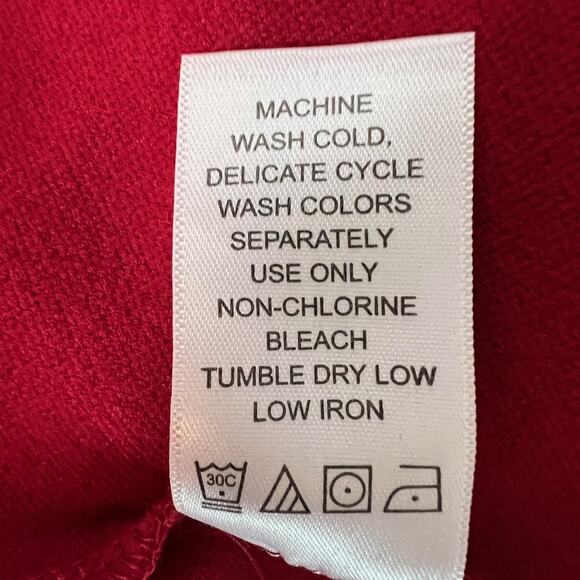 MACHINE
WASH COLD,
DELICATE CYCLE
WASH COLORS
SEPARATELY
USE ONLY
NON-CHLORINE
BLEACH
TUMBLE DRY LOW
LOW IRON
30C